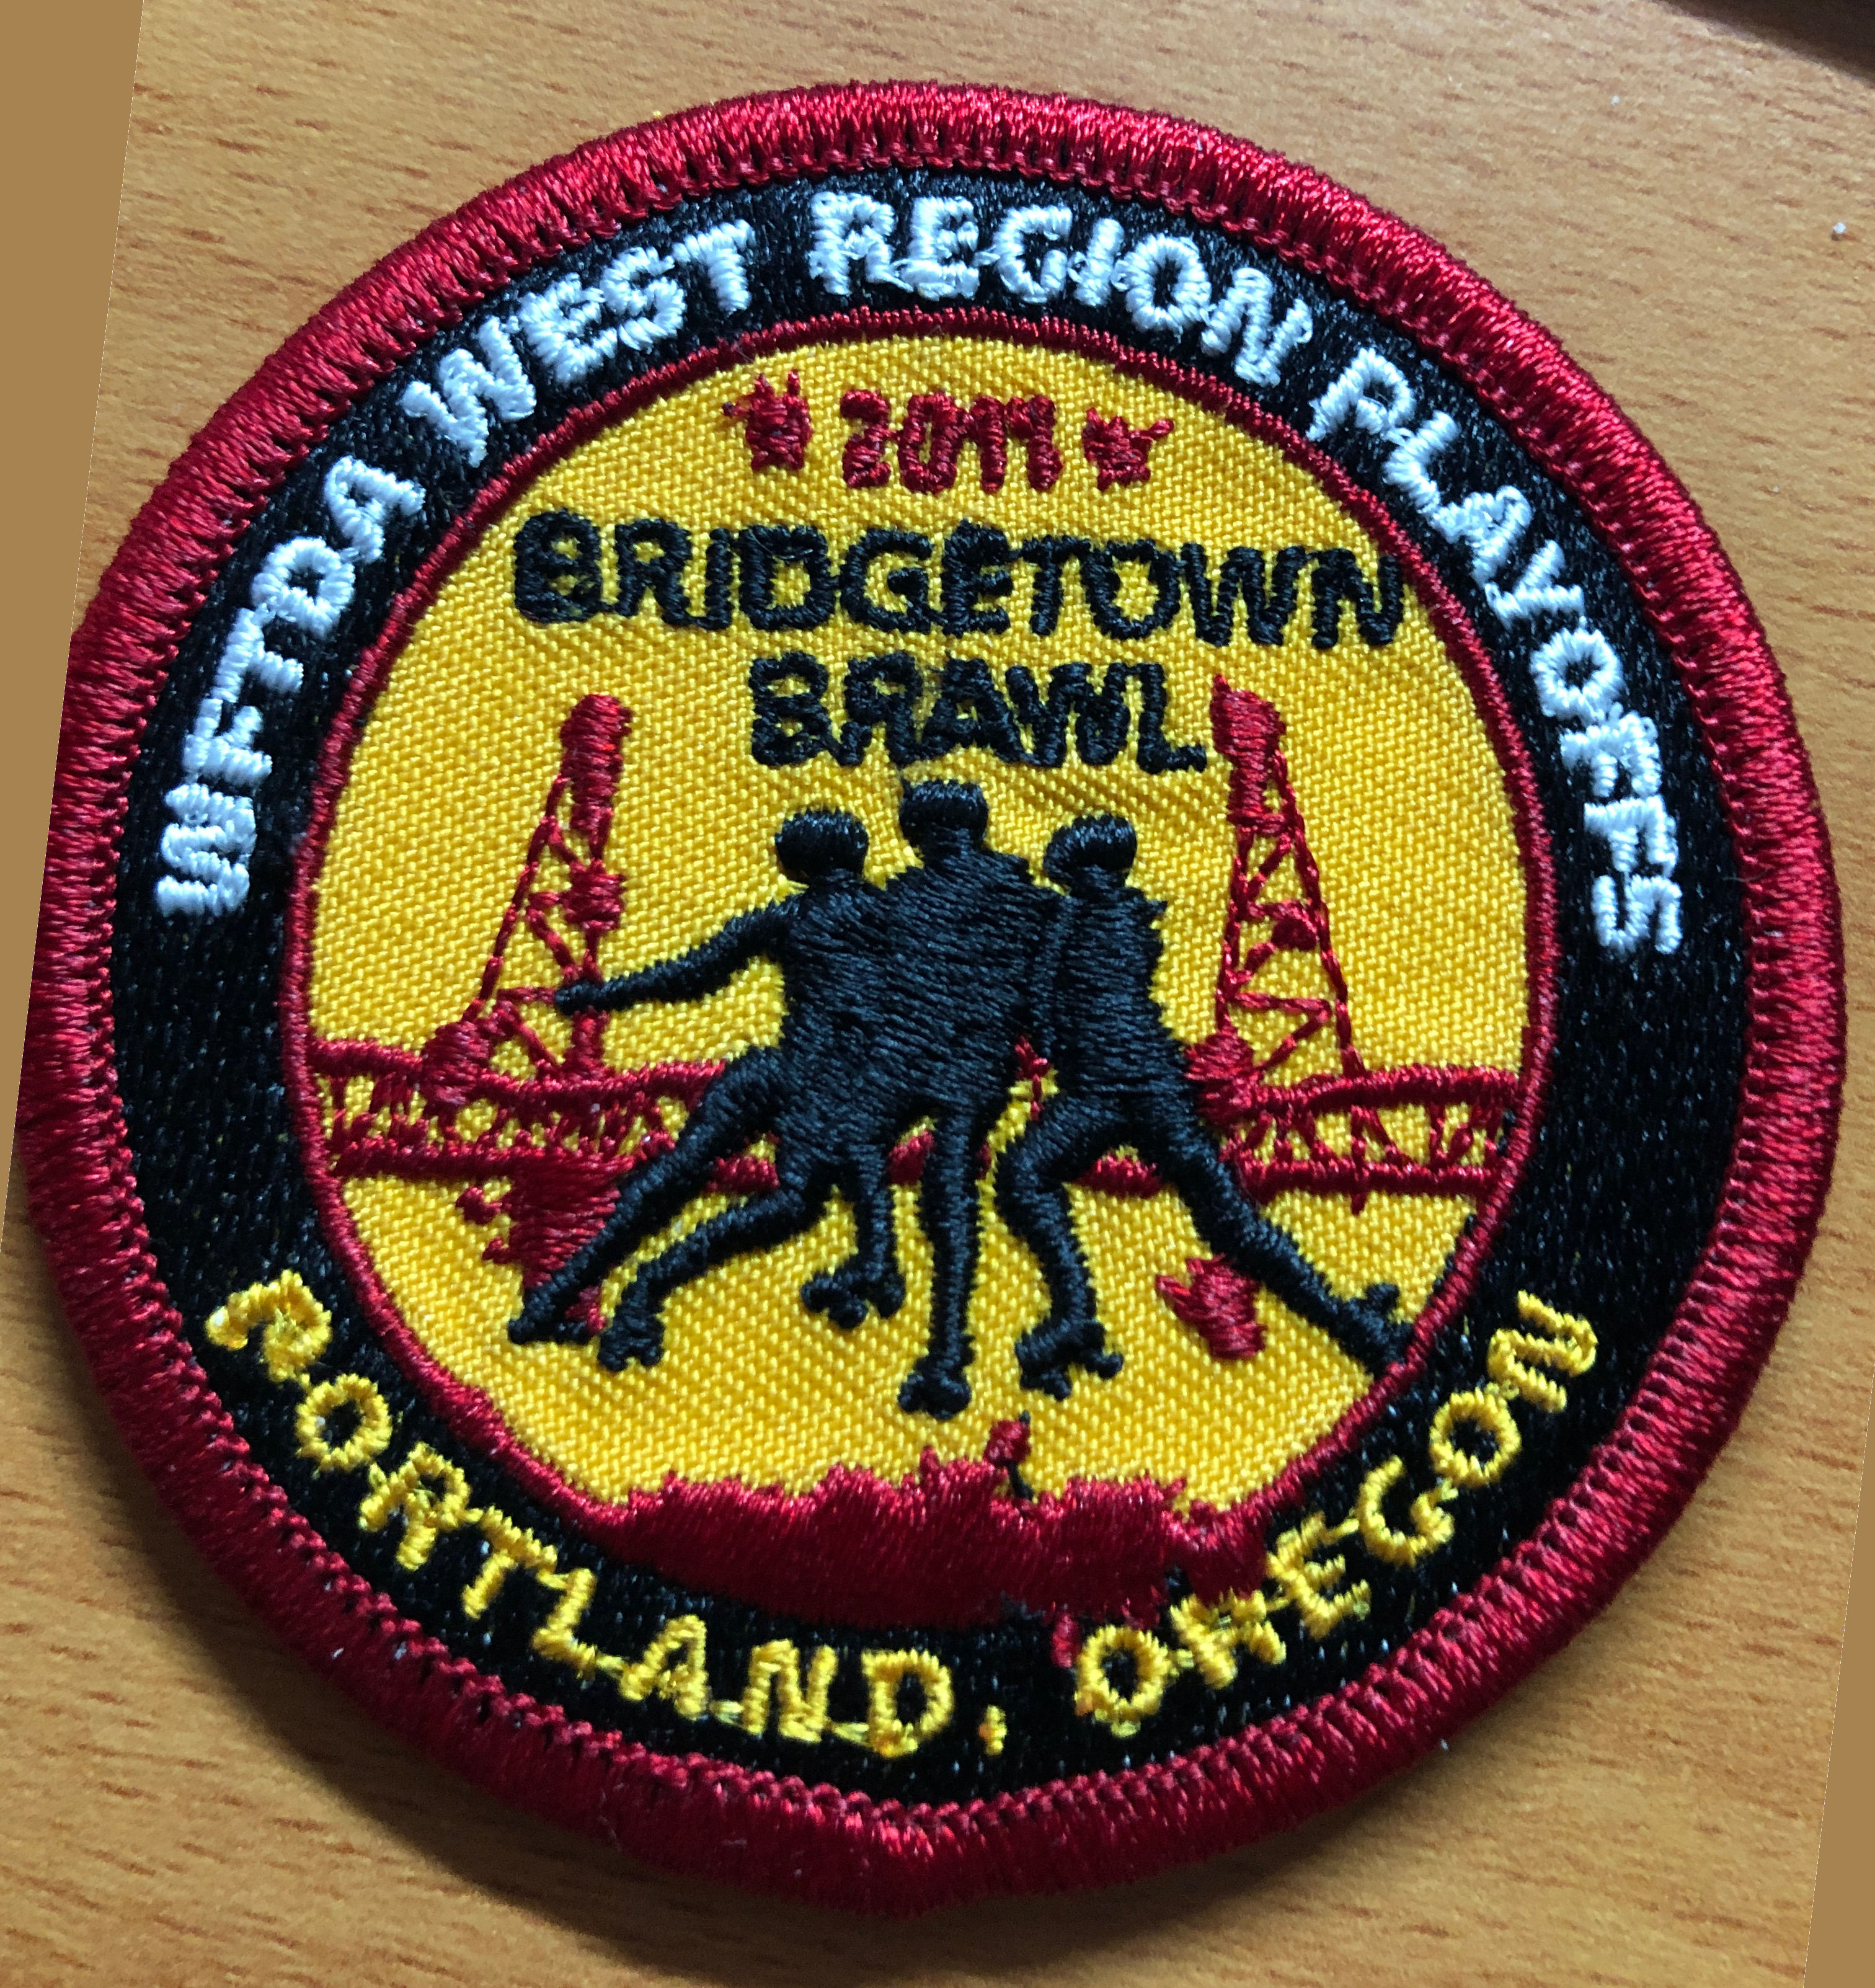 WFTDA WEST REGION PLAYOFFS
2011
BRIDGETOWN
BRAWL
PORTLAND, OREGON